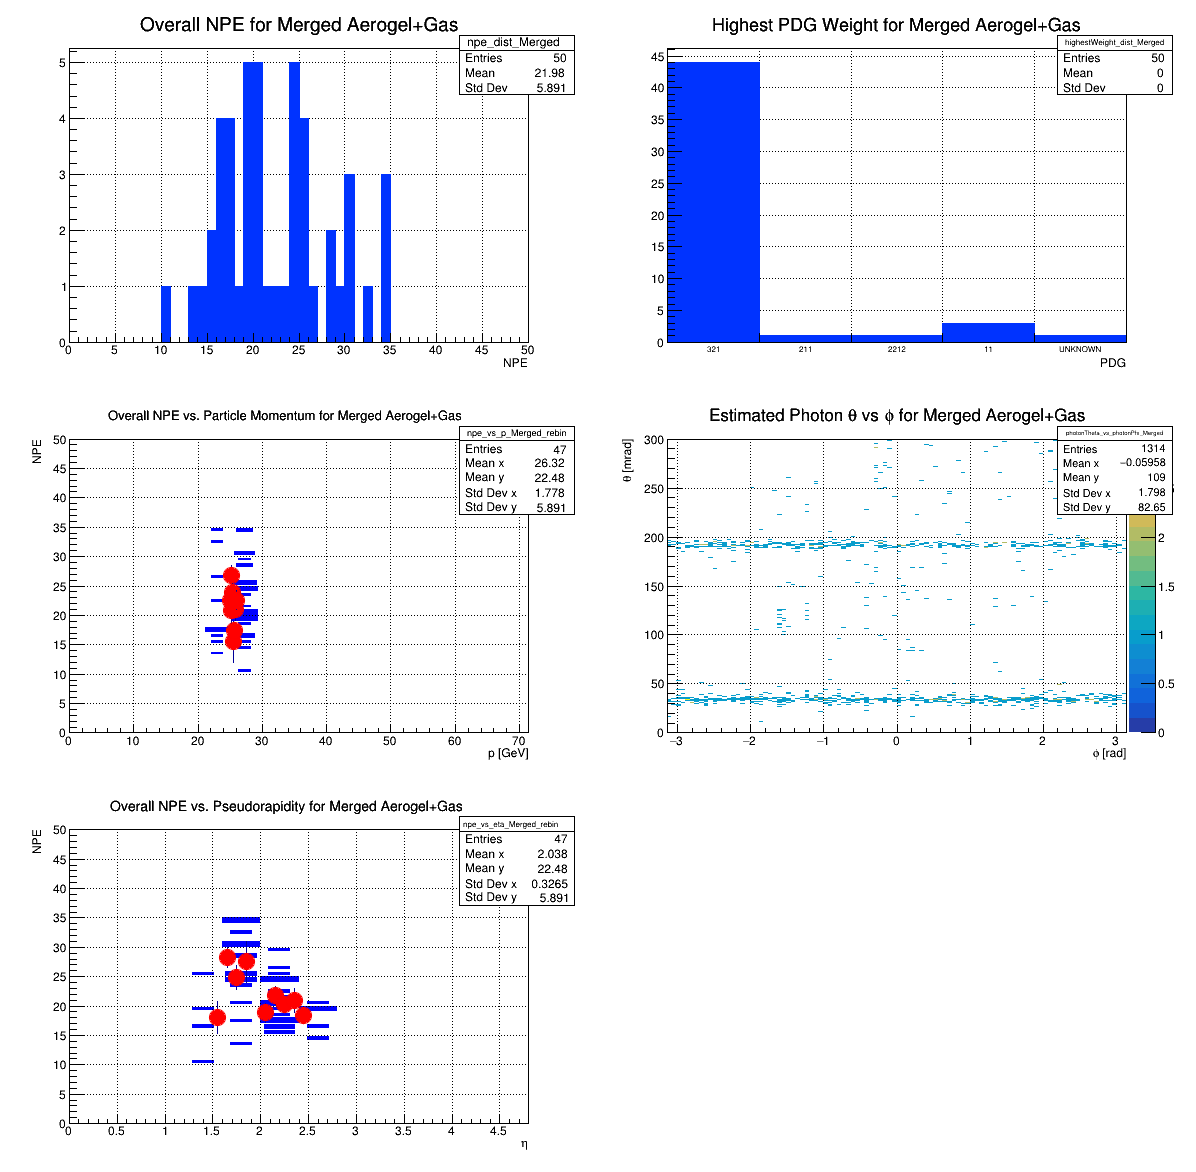 Overall NPE for Merged Aerogel+Gas
npe_dist_Merged
Entries 50
Mean 21.98
Std Dev 5.891
5
4
3
2
1
0
0 5 10 15 20 25 30 35 40 45 50
NPE
Highest PDG Weight for Merged Aerogel+Gas
highestWeight_dist_Merged
Entries 50
Mean 0
Std Dev 0
45
40
35
30
25
20
15
10
5
0
321 211 2212 11 UNKNOWN
PDG
Overall NPE vs. Particle Momentum for Merged Aerogel+Gas
npe_vs_p_Merged_rebin
Entries 47
Mean x 26.32
Mean y 22.48
Std Dev x 1.778
Std Dev y 5.891
NPE
50
45
40
35
30
25
20
15
10
5
0
0 10 20 30 40 50 60 70
p [GeV]
Estimated Photon θ vs ϕ for Merged Aerogel+Gas
photonTheta_vs_photonPhi_Merged
Entries 1314
Mean x −0.05958
Mean y 109
Std Dev x 1.798
Std Dev y 82.65
θ [mrad]
300
250
200
150
100
50
0
−3 −2 −1 0 1 2 3
ϕ [rad]
2
1.5
1
0.5
0
Overall NPE vs. Pseudorapidity for Merged Aerogel+Gas
npe_vs_eta_Merged_rebin
Entries 47
Mean x 2.038
Mean y 22.48
Std Dev x 0.3265
Std Dev y 5.891
NPE
50
45
40
35
30
25
20
15
10
5
0
0 0.5 1 1.5 2 2.5 3 3.5 4 4.5
η